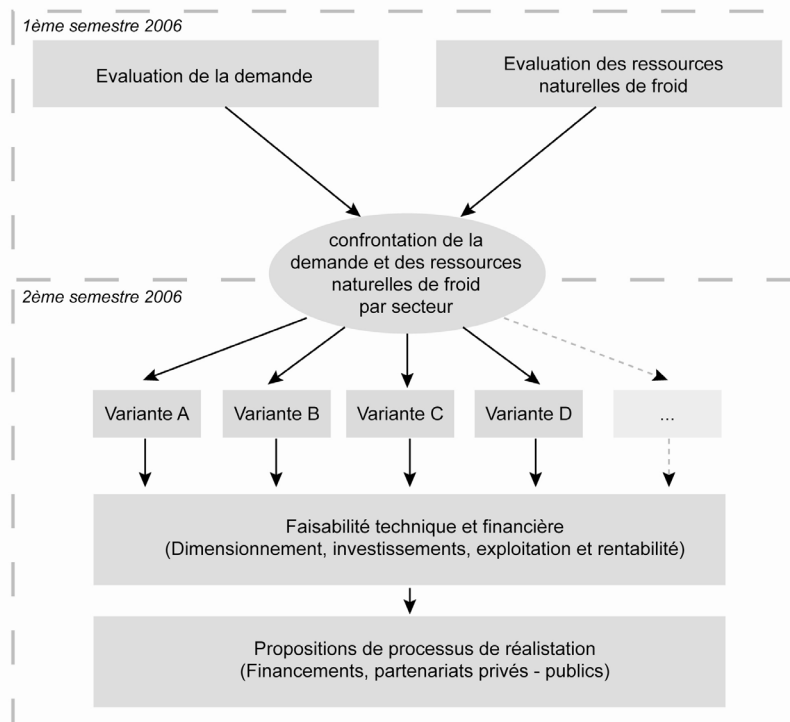 1ème semestre 2006
Evaluation de la demande
Evaluation des ressources
naturelles de froid
confrontation de la
demande et des ressources
naturelles de froid
par secteur
2ème semestre 2006
Variante A
Variante B
Variante C
Variante D
...
Faisabilité technique et financière
(Dimensionnement, investissements, exploitation et rentabilité)
Propositions de processus de réalistation
(Financements, partenariats privés - publics)